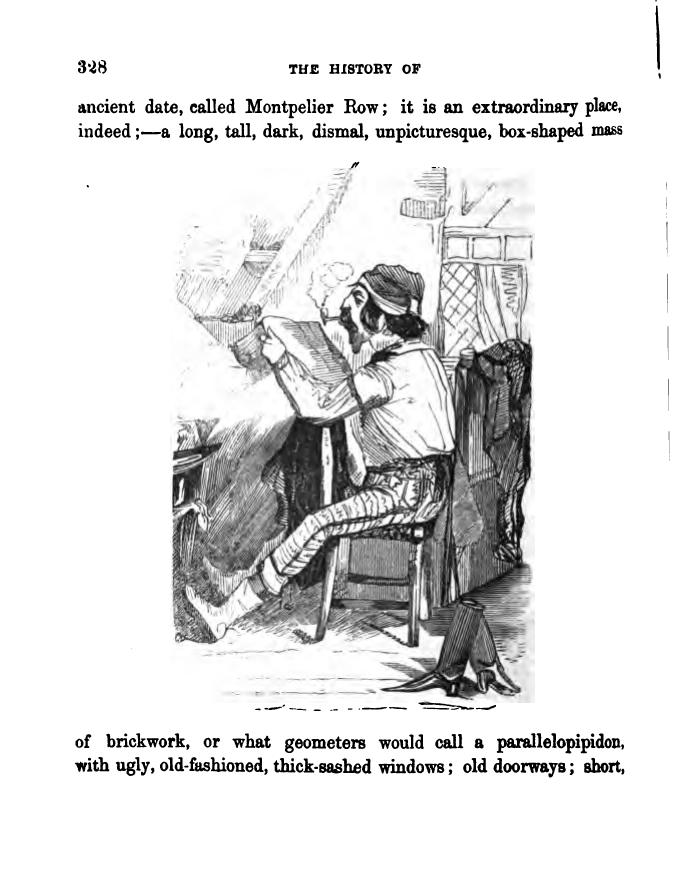 328 THE HISTORY OF
ancient date, called Montpelier Row; it is an extraordinary place,
indeed;—a long, tall, dark, dismal, unpicturesque, box-shaped mass
of brickwork, or what geometers would call a parallelopipidon,
with ugly, old-fashioned, thick-sashed windows; old doorways; short,